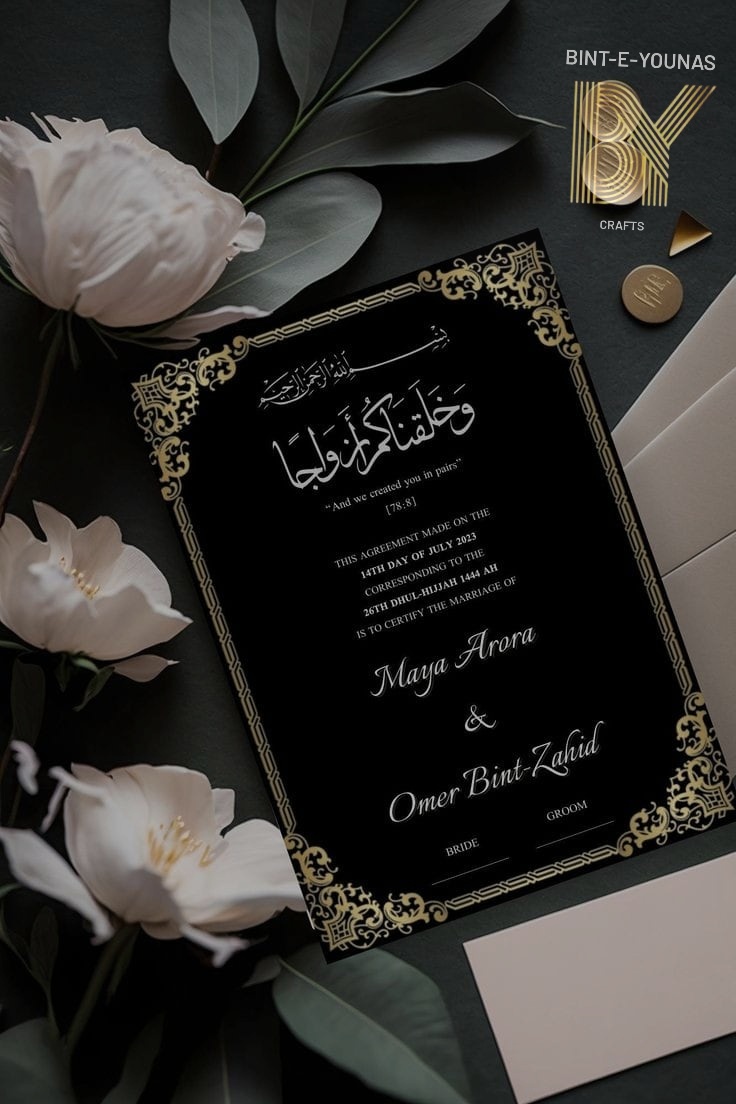 BINT-E-YOUNAS
BY
CRAFTS
بسم الله الرحمن الرحيم
وَخَلَقْنَاكُمْ أَزْوَاجًا
“And we created you in pairs”
[78:8]
THIS AGREEMENT MADE ON THE
14TH DAY OF JULY 2023
CORRESPONDING TO THE
26TH DHUL-HIJJAH 1444 AH
IS TO CERTIFY THE MARRIAGE OF
Maya Arora
&
Omer Bint-Zahid
BRIDE
GROOM